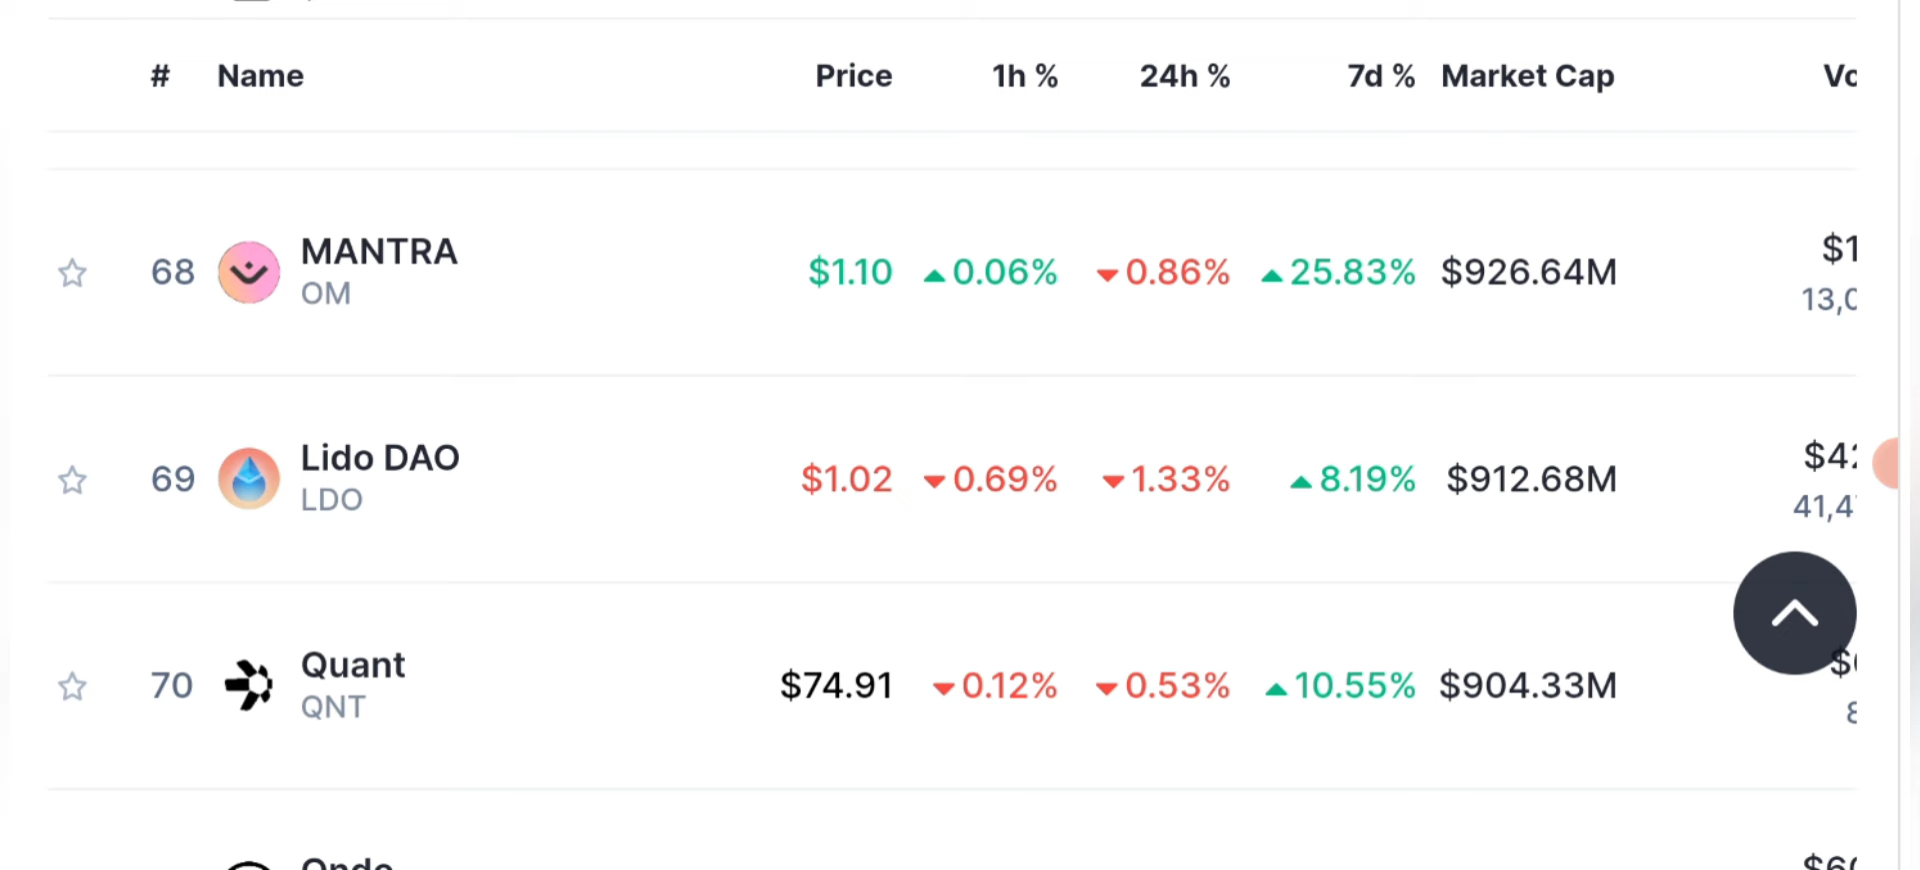 # Name Price 1h % 24h % 7d % Market Cap
MANTRA
68 $1.10 0.06% 0.86% 25.83% $926.64M
OM
Lido DAO
69 $1.02 0.69% 1.33% 8.19% $912.68M
LDO
Quant
70 $74.91 0.12% 0.53% 10.55% $904.33M
QNT